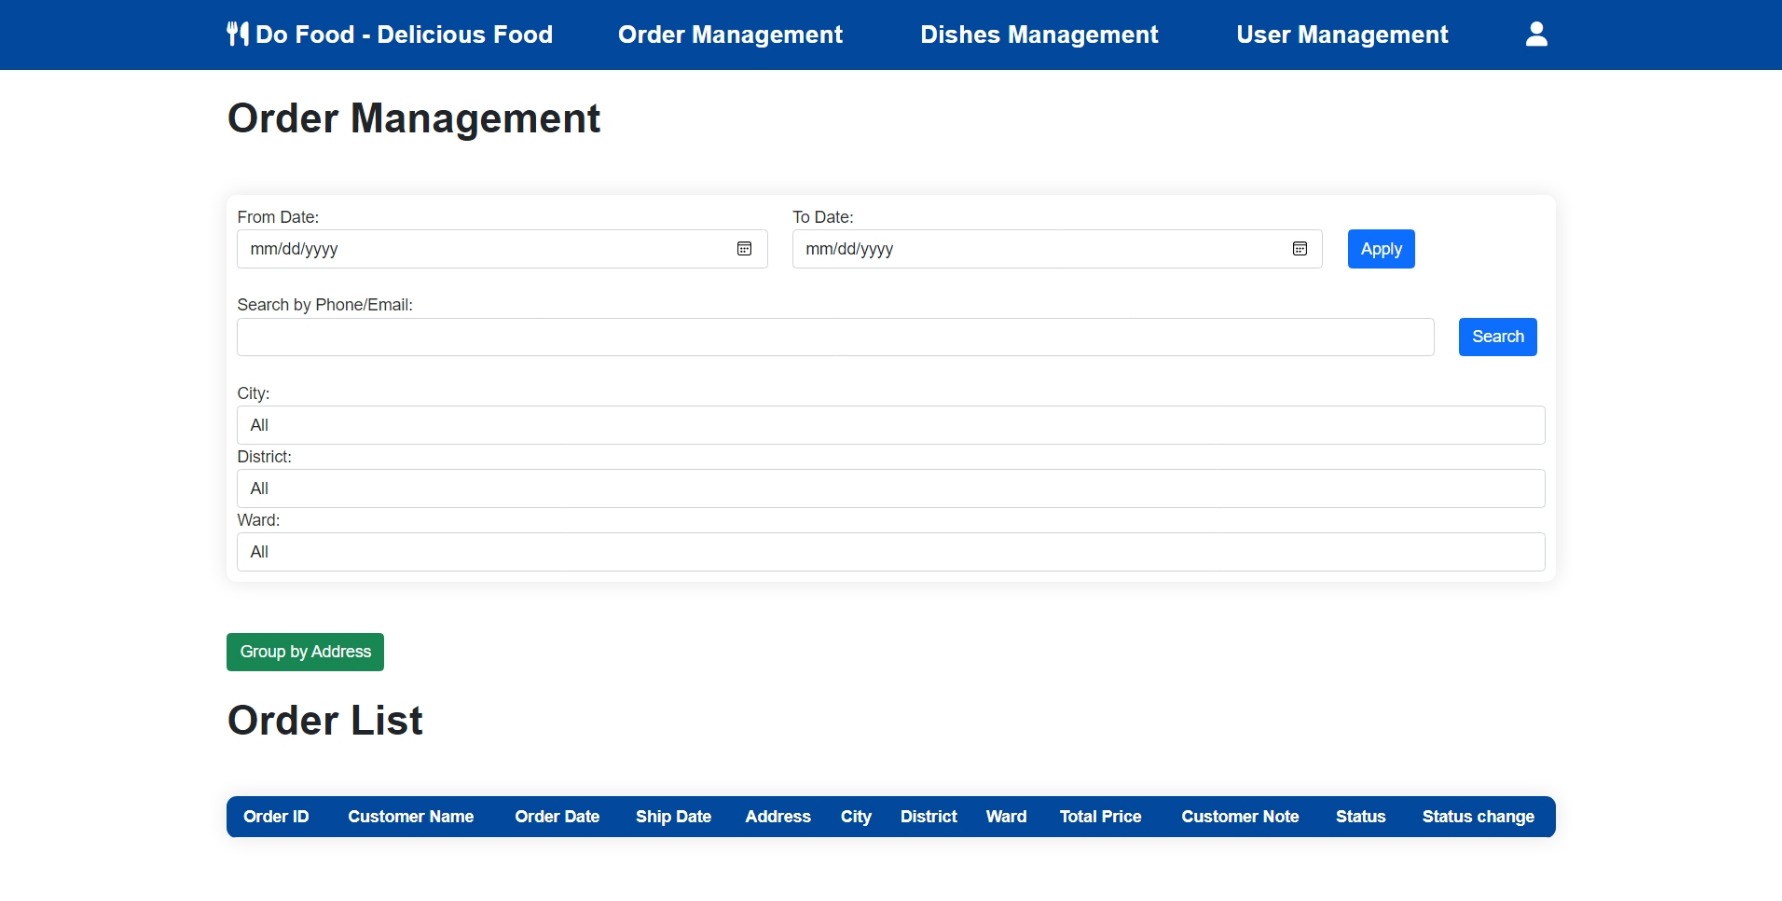 Do Food - Delicious Food Order Management Dishes Management User Management
Order Management
From Date: To Date:
mm/dd/yyyy mm/dd/yyyy Apply
Search by Phone/Email:
Search
City:
All
District:
All
Ward:
All
Group by Address
Order List
Order ID Customer Name Order Date Ship Date Address City District Ward Total Price Customer Note Status Status change